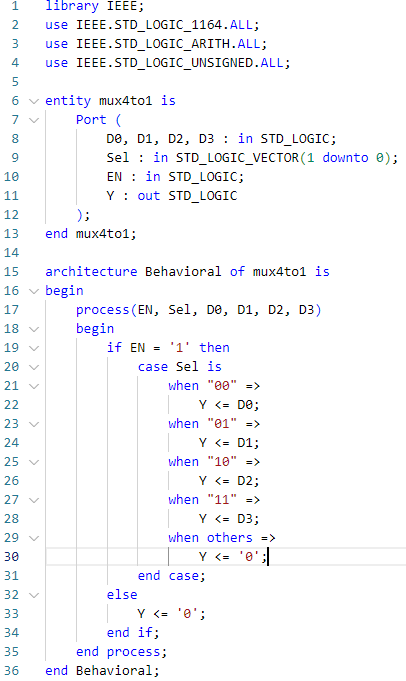 1 library IEEE;
2 use IEEE.STD_LOGIC_1164.ALL;
3 use IEEE.STD_LOGIC_ARITH.ALL;
4 use IEEE.STD_LOGIC_UNSIGNED.ALL;
5
6 entity mux4to1 is
7     Port (
8         D0, D1, D2, D3 : in STD_LOGIC;
9         Sel : in STD_LOGIC_VECTOR(1 downto 0);
10         EN : in STD_LOGIC;
11         Y : out STD_LOGIC
12     );
13 end mux4to1;
14
15 architecture Behavioral of mux4to1 is
16 begin
17     process(EN, Sel, D0, D1, D2, D3)
18     begin
19         if EN = '1' then
20             case Sel is
21                 when "00" =>
22                     Y <= D0;
23                 when "01" =>
24                     Y <= D1;
25                 when "10" =>
26                     Y <= D2;
27                 when "11" =>
28                     Y <= D3;
29                 when others =>
30                     Y <= '0';
31             end case;
32         else
33             Y <= '0';
34         end if;
35     end process;
36 end Behavioral;